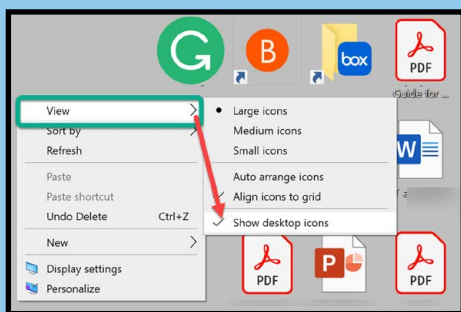 G
B
box
PDF
Guide for ...
View
Sort by
Refresh
Paste
Paste shortcut
Undo Delete Ctrl+Z
New
Display settings
Personalize
Large icons
Medium icons
Small icons
Auto arrange icons
Align icons to grid
Show desktop icons
W
PDF
P
PDF